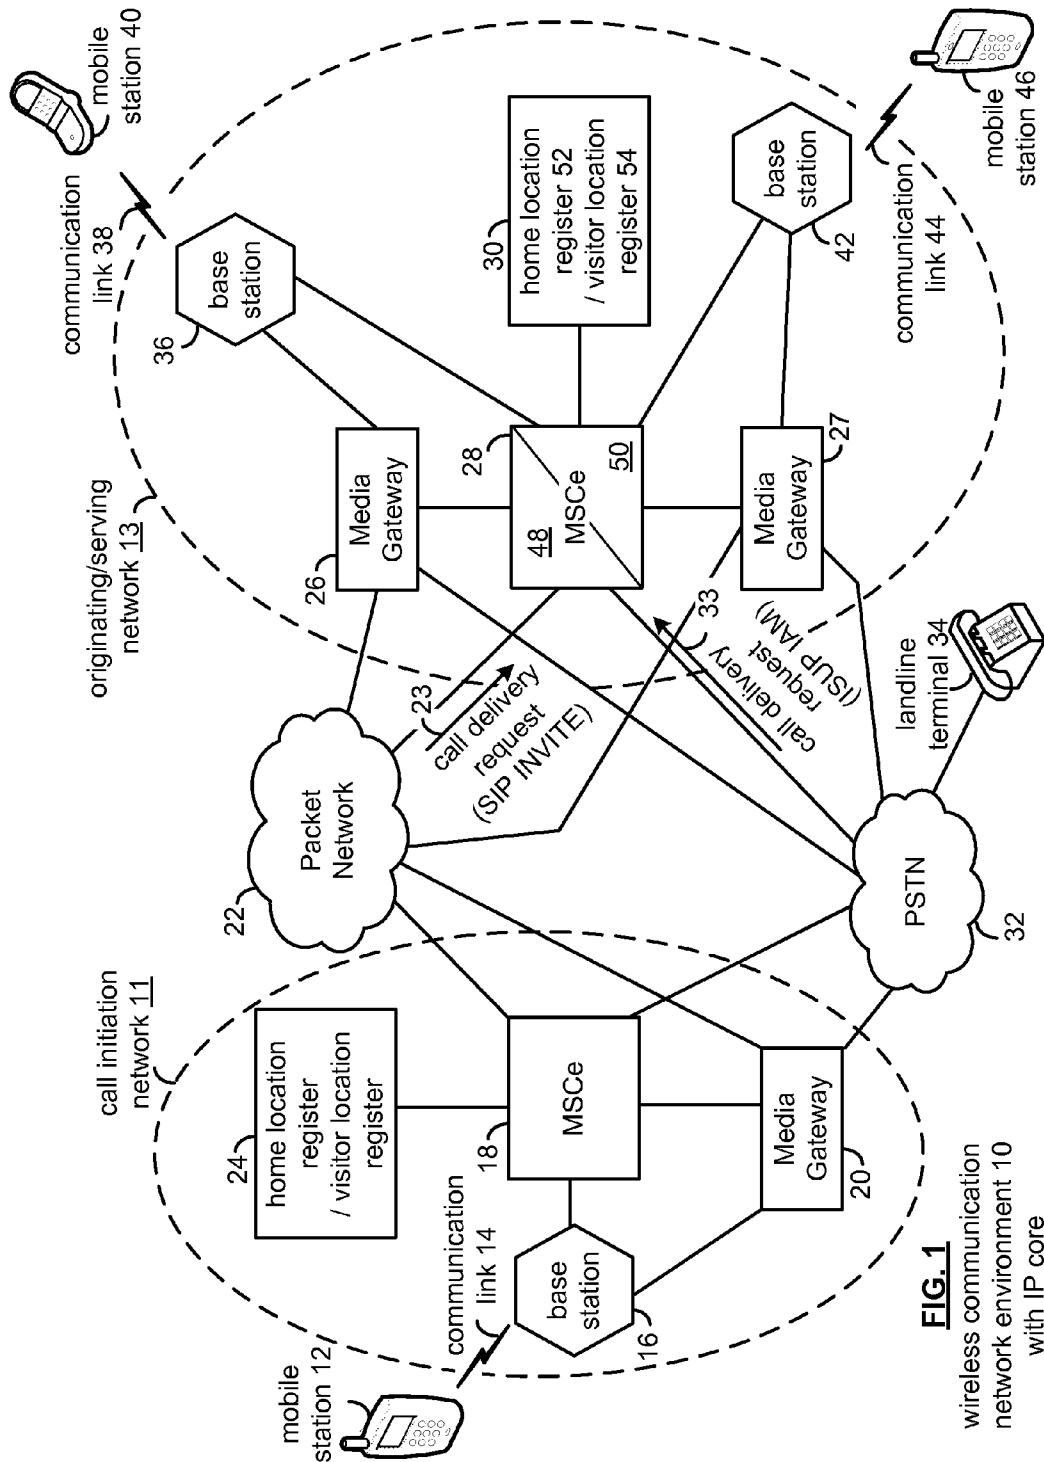 mobile
station 12
communication
link 14
base
station
16
call initiation
network 11
24
home location
register
/ visitor location
register
18
MSCe
Media
Gateway
20
22
Packet
Network
23
call delivery
request
(SIP INVITE)
PSTN
32
33
call delivery
request
(ISUP IAM)
landline
terminal 34
originating/serving
network 13
26
Media
Gateway
28
48
MSCe
50
Media
Gateway
27
30
home location
register 52
/ visitor location
register 54
36
base
station
communication
link 38
mobile
station 40
base
station
42
communication
link 44
mobile
station 46
FIG. 1
wireless communication
network environment 10
with IP core